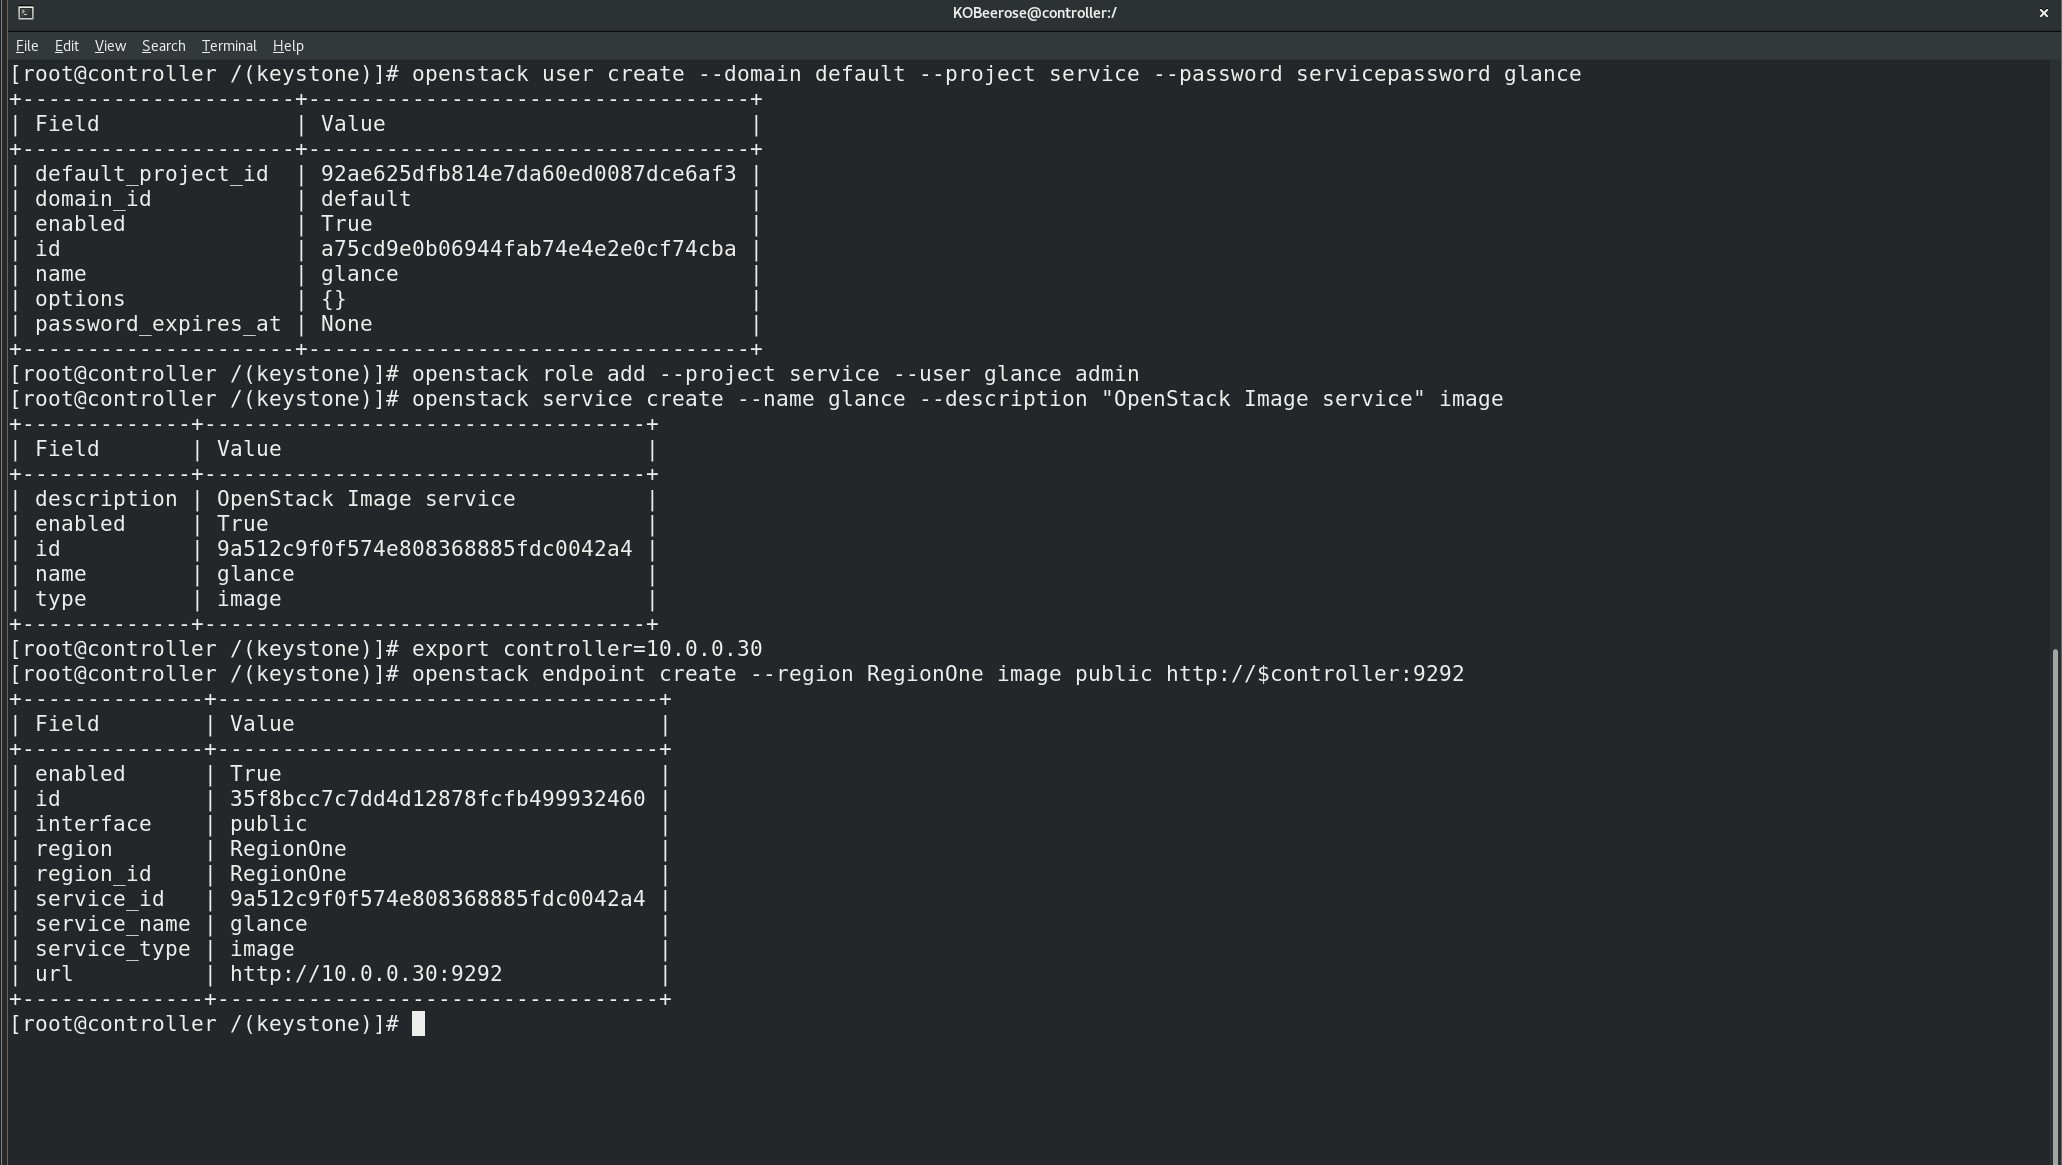 KOBeerose@controller:/
File Edit View Search Terminal Help
[root@controller /(keystone)]# openstack user create --domain default --project service --password servicepassword glance
+---------------------+----------------------------------+
| Field               | Value                            |
+---------------------+----------------------------------+
| default_project_id  | 92ae625dfb814e7da60ed0087dce6af3 |
| domain_id           | default                          |
| enabled             | True                             |
| id                  | a75cd9e0b06944fab74e4e2e0cf74cba |
| name                | glance                           |
| options             | {}                               |
| password_expires_at | None                             |
+---------------------+----------------------------------+
[root@controller /(keystone)]# openstack role add --project service --user glance admin
[root@controller /(keystone)]# openstack service create --name glance --description "OpenStack Image service" image
+-------------+----------------------------------+
| Field       | Value                            |
+-------------+----------------------------------+
| description | OpenStack Image service          |
| enabled     | True                             |
| id          | 9a512c9f0f574e808368885fdc0042a4 |
| name        | glance                           |
| type        | image                            |
+-------------+----------------------------------+
[root@controller /(keystone)]# export controller=10.0.0.30
[root@controller /(keystone)]# openstack endpoint create --region RegionOne image public http://$controller:9292
+--------------+----------------------------------+
| Field        | Value                            |
+--------------+----------------------------------+
| enabled      | True                             |
| id           | 35f8bcc7c7dd4d12878fcfb499932460 |
| interface    | public                           |
| region       | RegionOne                        |
| region_id    | RegionOne                        |
| service_id   | 9a512c9f0f574e808368885fdc0042a4 |
| service_name | glance                           |
| service_type | image                            |
| url          | http://10.0.0.30:9292            |
+--------------+----------------------------------+
[root@controller /(keystone)]#